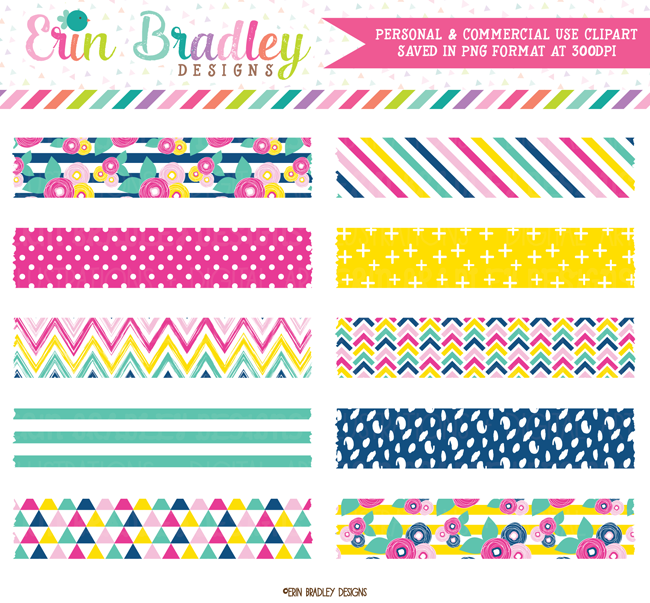 Erin Bradley
DESIGNS
PERSONAL & COMMERCIAL USE CLIPART
SAVED IN PNG FORMAT AT 300DPI
©ERIN BRADLEY DESIGNS